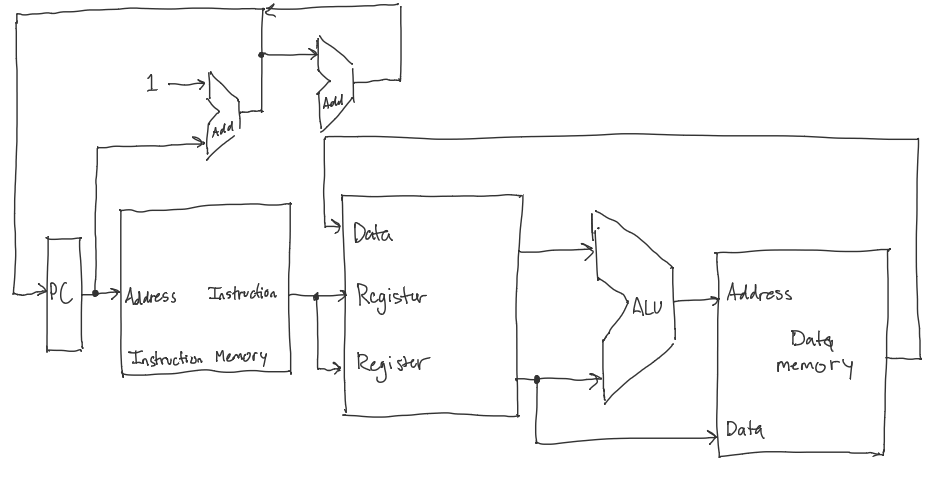 1
Add
Add
PC
Address
Instruction
Instruction Memory
Data
Register
Register
ALU
Address
Data
memory
Data